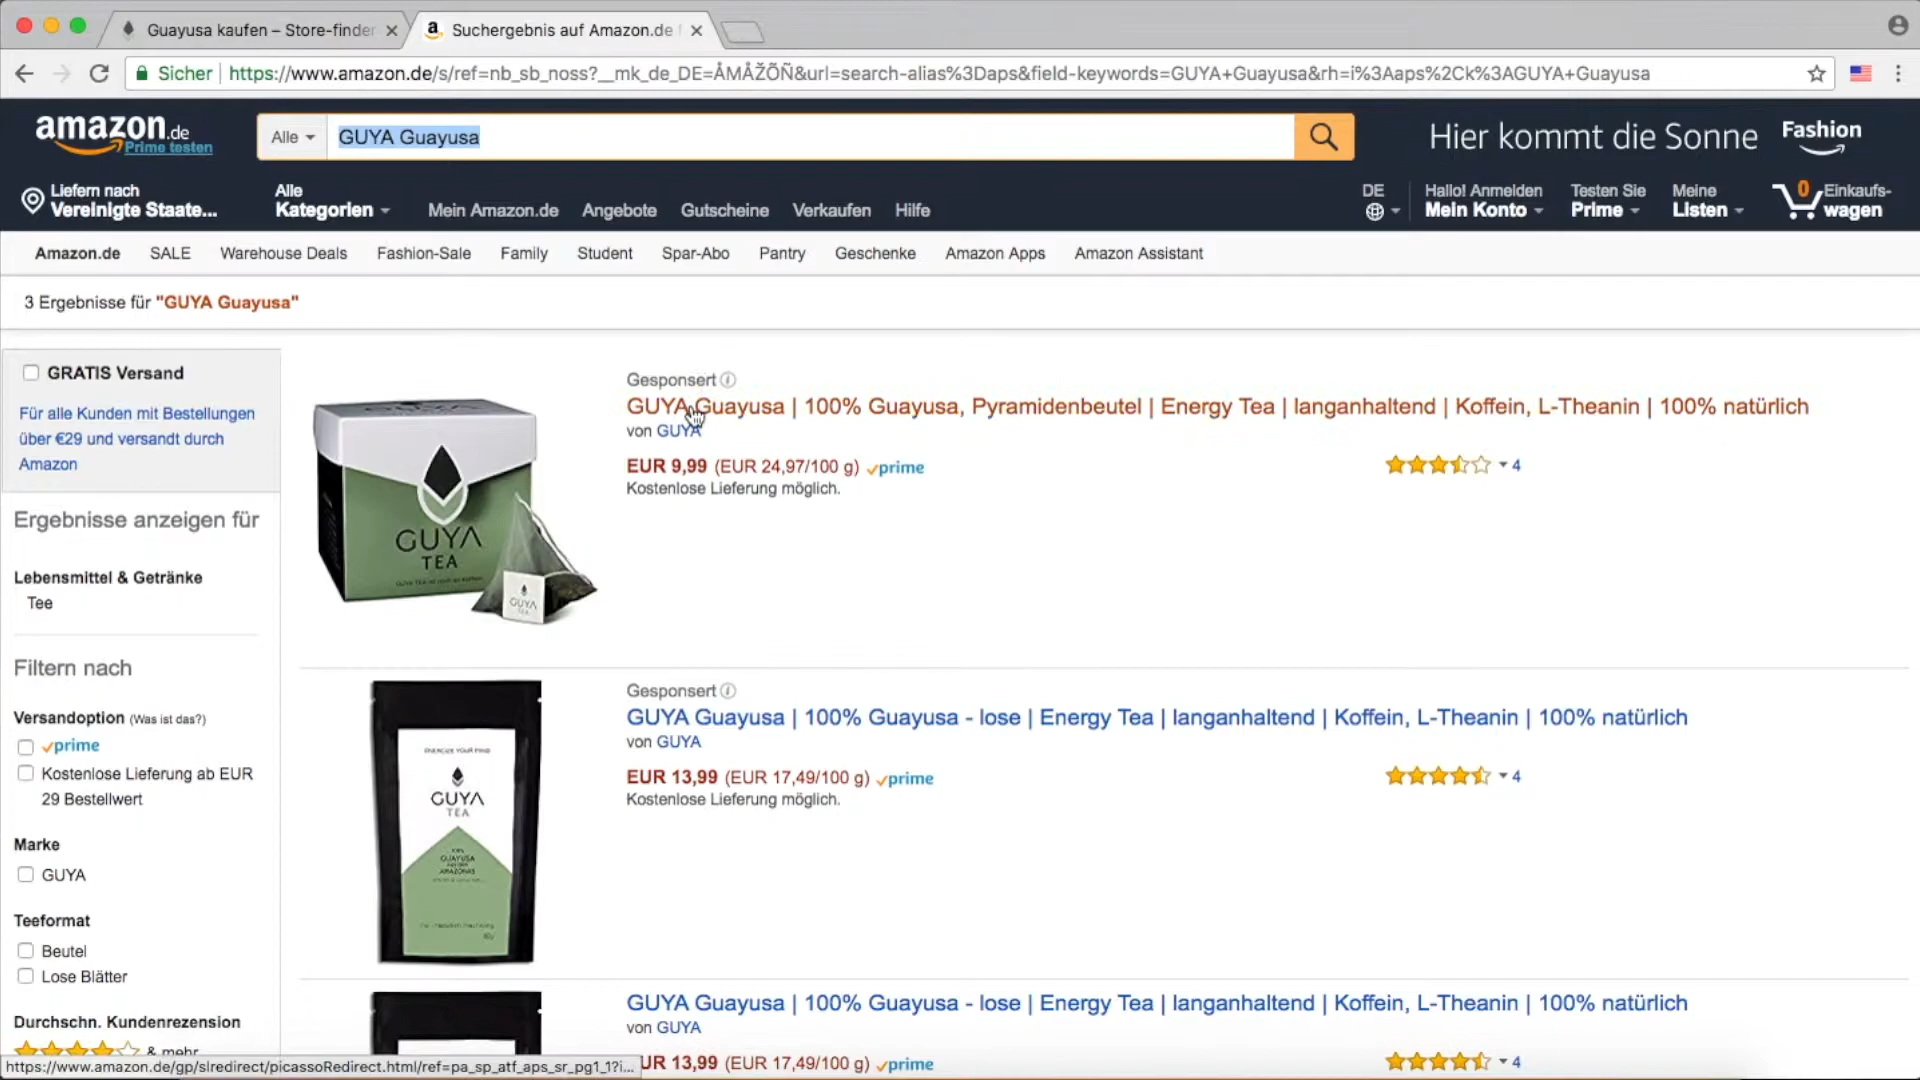 Guayusa kaufen – Store-finder
Suchergebnis auf Amazon.de
Sicher
https://www.amazon.de/s/ref=nb_sb_noss?__mk_de_DE=ÅMÅŽÕÑ&url=search-alias%3Daps&field-keywords=GUYA+Guayusa&rh=i%3Aaps%2Ck%3AGUYA+Guayusa
amazon.de
Prime testen
Alle
GUYA Guayusa
Hier kommt die Sonne
Fashion
Liefern nach
Vereinigte Staate...
Alle
Kategorien
Mein Amazon.de
Angebote
Gutscheine
Verkaufen
Hilfe
DE
Hallo! Anmelden
Mein Konto
Testen Sie
Prime
Meine
Listen
0
Einkaufs-
wagen
Amazon.de
SALE
Warehouse Deals
Fashion-Sale
Family
Student
Spar-Abo
Pantry
Geschenke
Amazon Apps
Amazon Assistant
3 Ergebnisse für "GUYA Guayusa"
GRATIS Versand
Für alle Kunden mit Bestellungen
über €29 und versandt durch
Amazon
Ergebnisse anzeigen für
Lebensmittel & Getränke
Tee
Filtern nach
Versandoption (Was ist das?)
prime
Kostenlose Lieferung ab EUR
29 Bestellwert
Marke
GUYA
Teeformat
Beutel
Lose Blätter
Durchschn. Kundenrezension
& mehr
https://www.amazon.de/gp/slredirect/picassoRedirect.html/ref=pa_sp_atf_aps_sr_pg1_1?i...
GUYA
TEA
GUYA
TEA
Gesponsert
GUYA Guayusa | 100% Guayusa, Pyramidenbeutel | Energy Tea | langanhaltend | Koffein, L-Theanin | 100% natürlich
von GUYA
EUR 9,99 (EUR 24,97/100 g) prime
Kostenlose Lieferung möglich.
4
ENERGIZE YOUR MIND
GUYA
TEA
100%
GUAYUSA
AMAZONAS
Gesponsert
GUYA Guayusa | 100% Guayusa - lose | Energy Tea | langanhaltend | Koffein, L-Theanin | 100% natürlich
von GUYA
EUR 13,99 (EUR 17,49/100 g) prime
Kostenlose Lieferung möglich.
4
GUYA Guayusa | 100% Guayusa - lose | Energy Tea | langanhaltend | Koffein, L-Theanin | 100% natürlich
von GUYA
UR 13,99 (EUR 17,49/100 g) prime
4